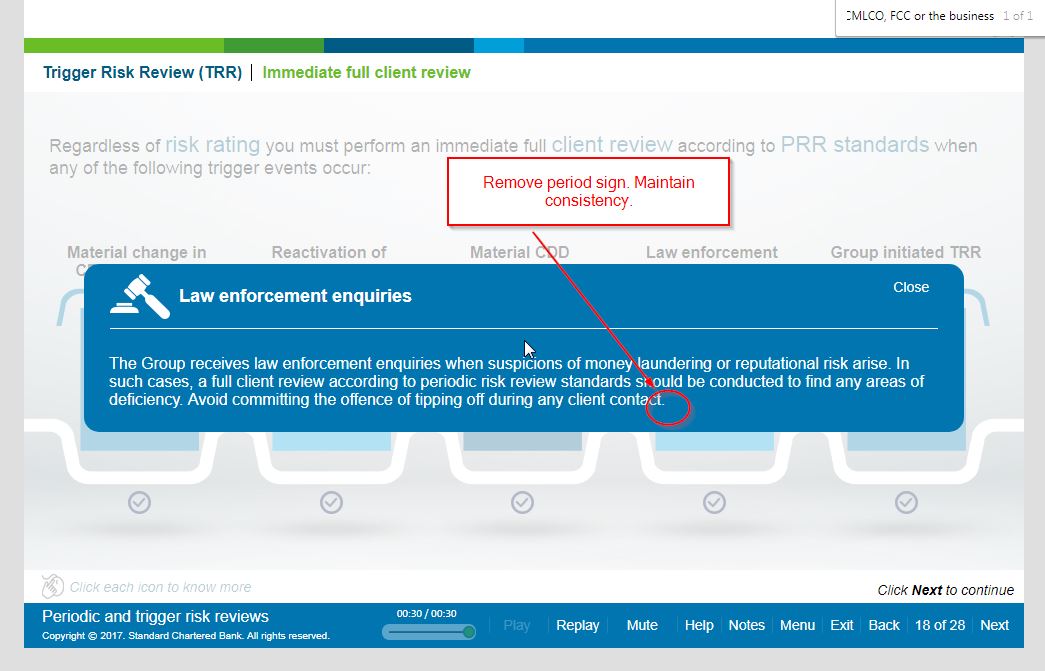 CMLCO, FCC or the business 1 of 1
Trigger Risk Review (TRR) | Immediate full client review
Regardless of risk rating you must perform an immediate full client review according to PRR standards when
any of the following trigger events occur:
Remove period sign. Maintain
consistency.
Material change in
Reactivation of
Material CDD
Law enforcement
Group initiated TRR
Law enforcement enquiries
Close
The Group receives law enforcement enquiries when suspicions of money laundering or reputational risk arise. In
such cases, a full client review according to periodic risk review standards should be conducted to find any areas of
deficiency. Avoid committing the offence of tipping off during any client contact.
Click each icon to know more
Click Next to continue
Periodic and trigger risk reviews
Copyright © 2017. Standard Chartered Bank. All rights reserved.
00:30 / 00:30
Play
Replay
Mute
Help
Notes
Menu
Exit
Back
18 of 28
Next